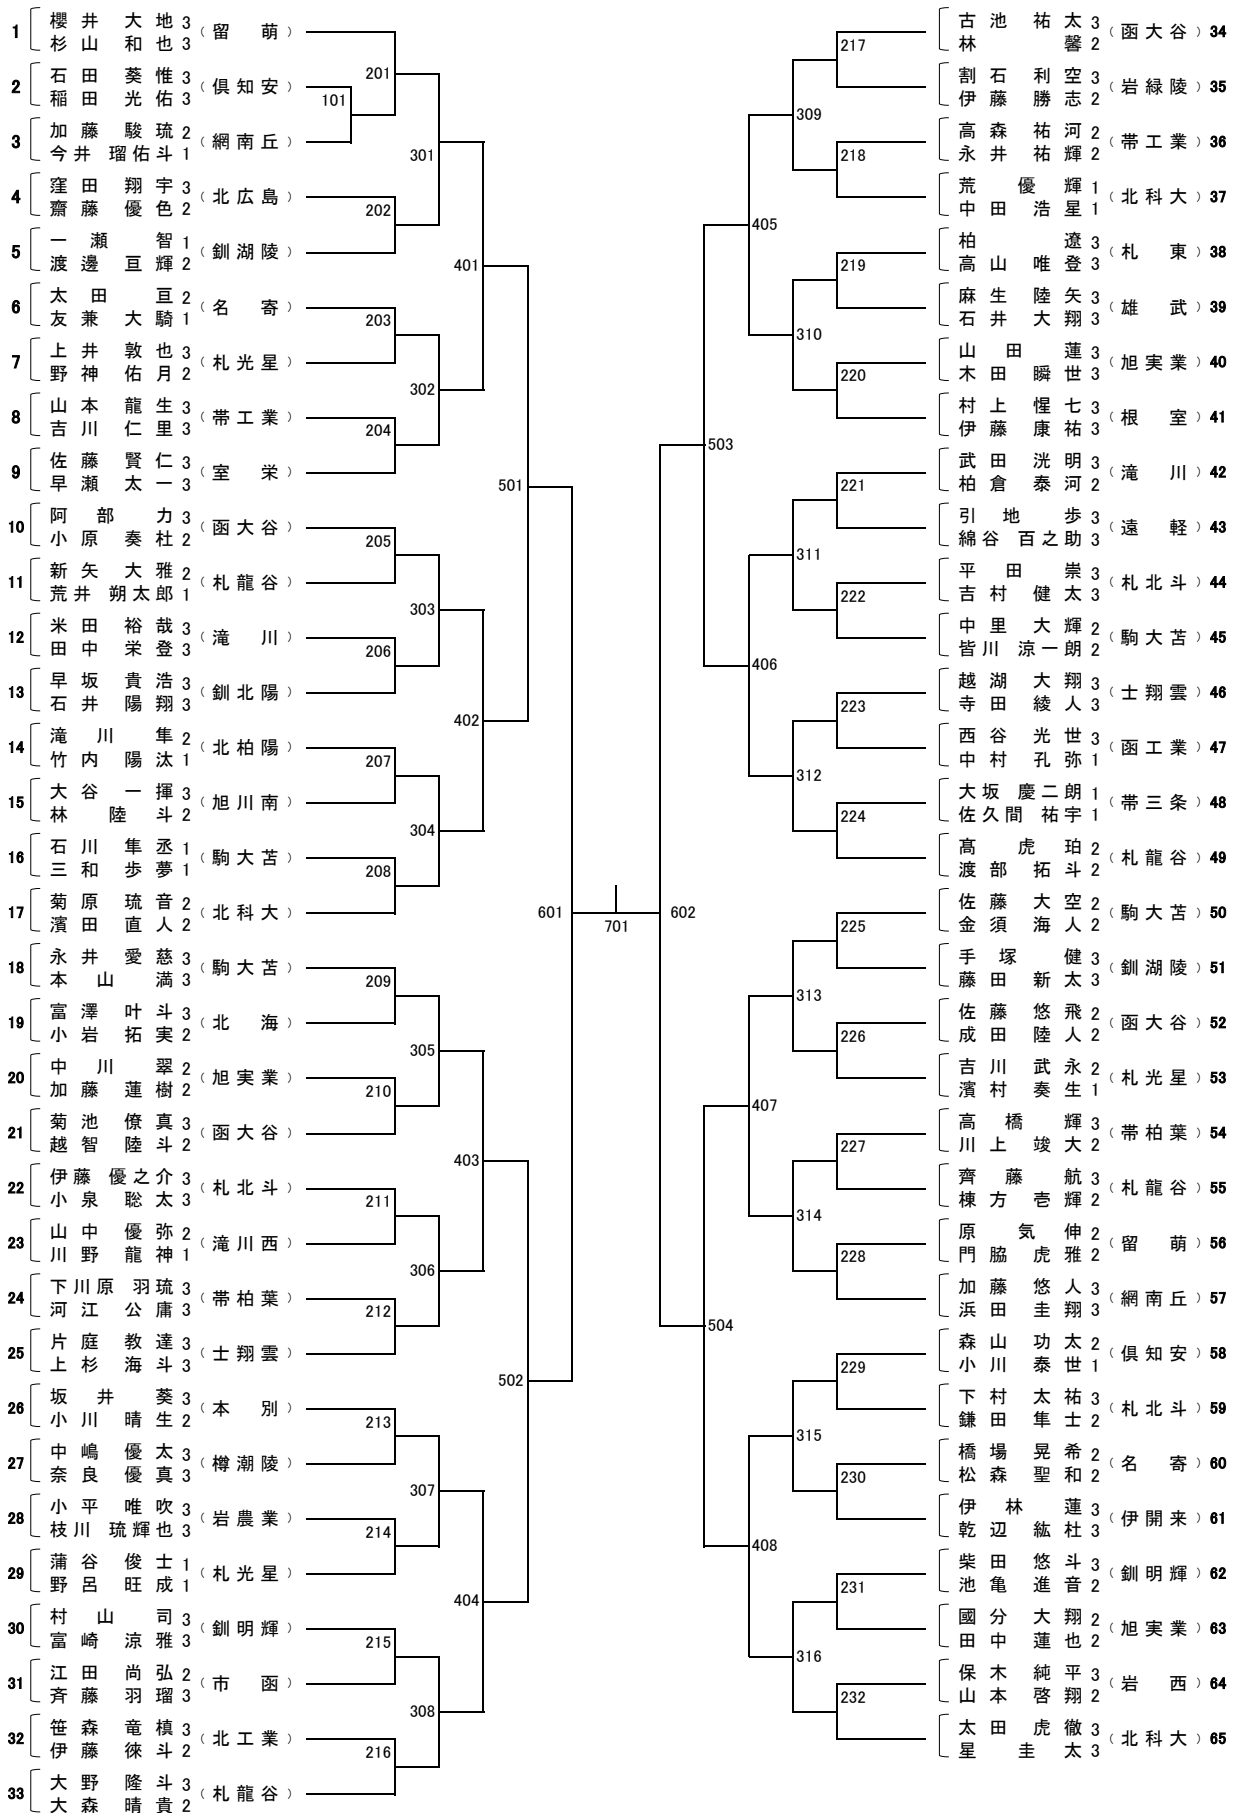 1 櫻井 大地 3 (留萌)
杉山 和也 3
2 石田 葵惟 3 (倶知安)
稲田 光佑 3
3 加藤 駿琉 2 (網南丘)
今井 瑠佑斗 1
4 窪田 翔宇 3 (北広島)
齋藤 優色 2
5 一瀬 智 1 (釧湖陵)
渡邊 亘輝 2
6 太田 亘 2 (名寄)
友兼 大騎 1
7 上井 敦也 3 (札光星)
野神 佑月 2
8 山本 龍生 3 (帯工業)
吉川 仁里 3
9 佐藤 賢仁 3 (室栄)
早瀬 太一 3
10 阿部 力 3 (函大谷)
小原 奏杜 2
11 新矢 大雅 2 (札龍谷)
荒井 朔太郎 1
12 米田 裕哉 3 (滝川)
田中 栄登 3
13 早坂 貴浩 3 (釧北陽)
石井 陽翔 3
14 滝川 隼 2 (北柏陽)
竹内 陽汰 1
15 大谷 一揮 3 (旭川南)
林 陸斗 2
16 石川 隼丞 1 (駒大苫)
三和 歩夢 1
17 菊原 琉音 2 (北科大)
濱田 直人 2
18 永井 愛慈 3 (駒大苫)
本山 満 3
19 富澤 叶斗 3 (北海)
小岩 拓実 2
20 中川 翠 2 (旭実業)
加藤 蓮樹 2
21 菊池 僚真 3 (函大谷)
越智 陸斗 2
22 伊藤 優之介 3 (札北斗)
小泉 聡太 3
23 山中 優弥 2 (滝川西)
川野 龍神 1
24 下川原 羽琉 3 (帯柏葉)
河江 公庸 3
25 片庭 教達 3 (士翔雲)
上杉 海斗 3
26 坂井 葵 3 (本別)
小川 晴生 2
27 中嶋 優太 3 (樽潮陵)
奈良 優真 3
28 小平 唯吹 3 (岩農業)
枝川 琉輝也 3
29 蒲谷 俊士 1 (札光星)
野呂 旺成 1
30 村山 司 3 (釧明輝)
富崎 涼雅 3
31 江田 尚弘 2 (市函)
斉藤 羽瑠 3
32 笹森 竜槙 3 (北工業)
伊藤 徠斗 2
33 大野 隆斗 3 (札龍谷)
大森 晴貴 2
101
201
202
203
204
205
206
207
208
209
210
211
212
213
214
215
216
301
302
303
304
305
306
307
308
401
402
403
404
501
502
601
701
602
503
504
405
406
407
408
309
310
311
312
313
314
315
316
217
218
219
220
221
222
223
224
225
226
227
228
229
230
231
232
古池 祐太 3 (函大谷) 34
林 馨 2
割石 利空 3 (岩緑陵) 35
伊藤 勝志 2
高森 祐河 2 (帯工業) 36
永井 祐輝 2
荒 優輝 1 (北科大) 37
中田 浩星 1
柏 遼 3 (札東) 38
高山 唯登 3
麻生 陸矢 3 (雄武) 39
石井 大翔 3
山田 蓮 3 (旭実業) 40
木田 瞬世 3
村上 惺七 3 (根室) 41
伊藤 康祐 3
武田 洸明 3 (滝川) 42
柏倉 泰河 2
引地 歩 3 (遠軽) 43
綿谷 百之助 3
平田 崇 3 (札北斗) 44
吉村 健太 3
中里 大輝 2 (駒大苫) 45
皆川 涼一朗 2
越湖 大翔 3 (士翔雲) 46
寺田 綾人 3
西谷 光世 3 (函工業) 47
中村 孔弥 1
大坂 慶二朗 1 (帯三条) 48
佐久間 祐宇 1
髙 虎珀 2 (札龍谷) 49
渡部 拓斗 2
佐藤 大空 2 (駒大苫) 50
金須 海人 2
手塚 健 3 (釧湖陵) 51
藤田 新太 3
佐藤 悠飛 2 (函大谷) 52
成田 陸人 2
吉川 武永 2 (札光星) 53
濱村 奏生 1
高橋 輝 3 (帯柏葉) 54
川上 竣大 2
齊藤 航 3 (札龍谷) 55
棟方 壱輝 2
原 気伸 2 (留萌) 56
門脇 虎雅 2
加藤 悠人 3 (網南丘) 57
浜田 圭翔 3
森山 功太 2 (倶知安) 58
小川 泰世 1
下村 太祐 3 (札北斗) 59
鎌田 隼士 2
橋場 晃希 2 (名寄) 60
松森 聖和 2
伊林 蓮 3 (伊開来) 61
乾辺 紘杜 3
柴田 悠斗 3 (釧明輝) 62
池亀 進音 2
國分 大翔 2 (旭実業) 63
田中 蓮也 2
保木 純平 3 (岩西) 64
山本 啓翔 2
太田 虎徹 3 (北科大) 65
星 圭太 3